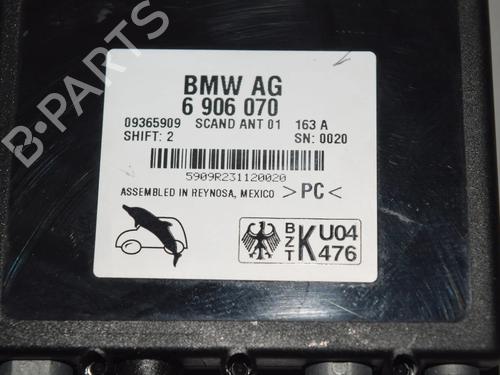 B-PARTS
BMW AG
6 906 070
09365909 SCAND ANT 01 163 A
SHIFT: 2 SN: 0020
5909R231120020
ASSEMBLED IN REYNOSA, MEXICO >PC<
BZT K U04 476